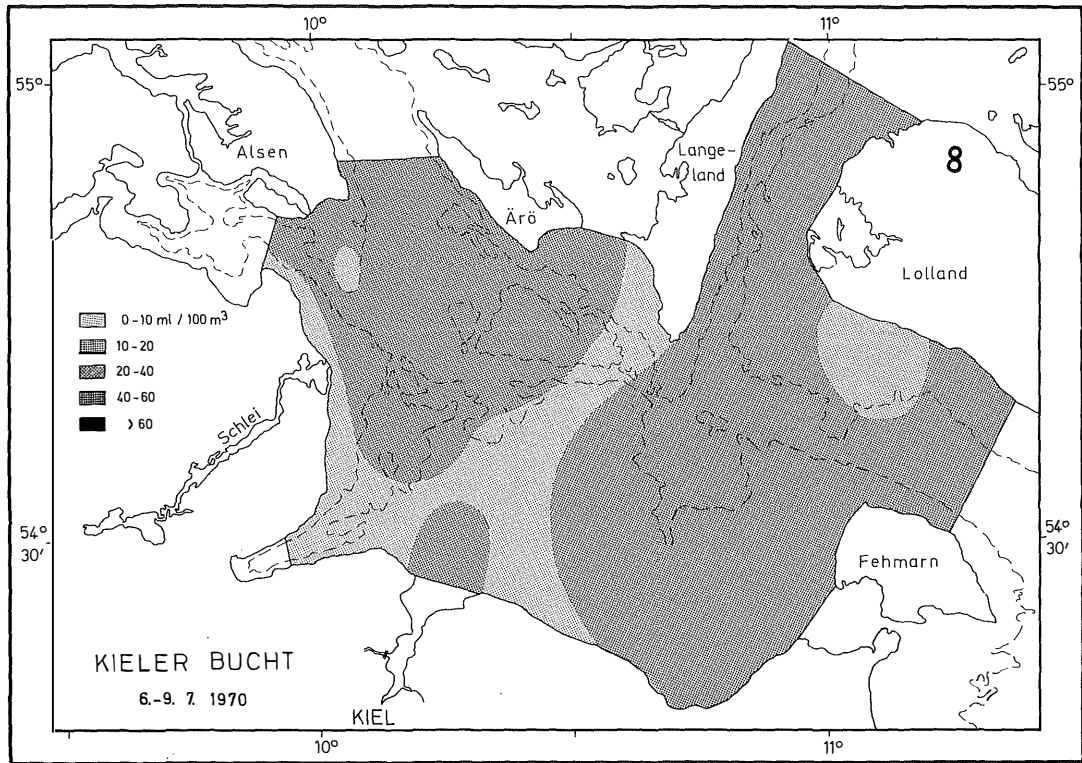 10°
11°
55°
55°
8
Alsen
Lange-
land
Ärö
Lolland
0-10 ml / 100 m³
10-20
20-40
40-60
> 60
Schlei
54°
30'
54°
30'
Fehmarn
KIELER BUCHT
6.-9. 7. 1970
KIEL
10°
11°